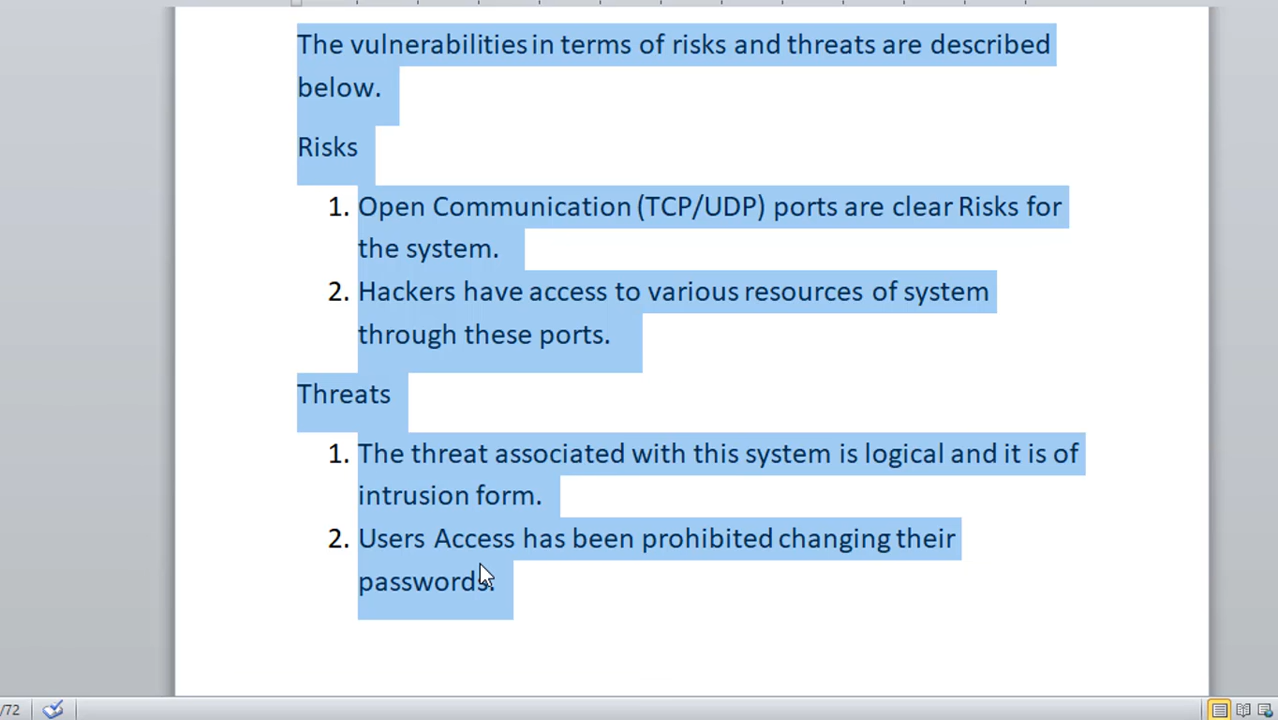 The vulnerabilities in terms of risks and threats are described
below.
Risks
1. Open Communication (TCP/UDP) ports are clear Risks for
the system.
2. Hackers have access to various resources of system
through these ports.
Threats
1. The threat associated with this system is logical and it is of
intrusion form.
2. Users Access has been prohibited changing their
passwords.
/72